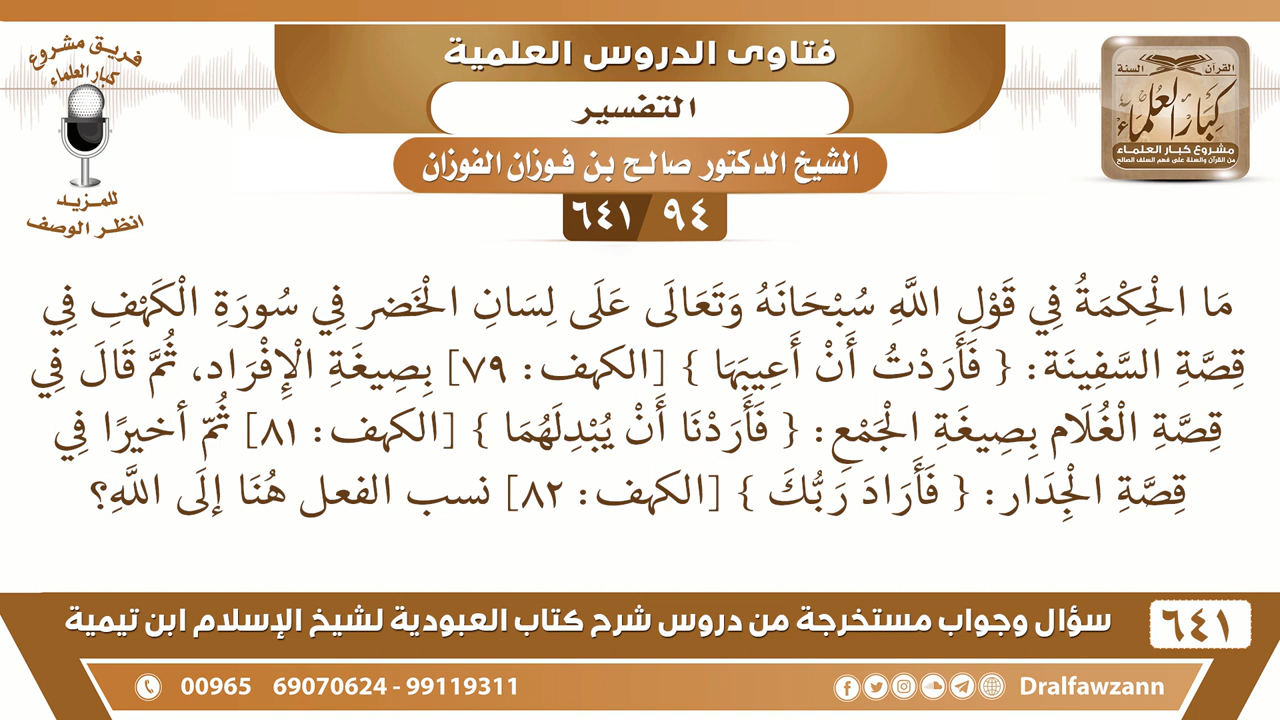 فتاوى الدروس العلمية
التفسير
الشيخ الدكتور صالح بن فوزان الفوزان
٩٤ / ٦٤١
فريق مشروع
كبار العلماء
للمزيد
انظر الوصف
القرآن السنة
كبار العلماء
مشروع كبار العلماء
من القرآن والسنة على فهم السلف الصالح
مَا الْحِكْمَةُ فِي قَوْلِ اللَّهِ سُبْحَانَهُ وَتَعَالَى عَلَى لِسَانِ الْخَضر فِي سُورَةِ الْكَهْفِ فِي
قِصَّةِ السَّفِينَة: { فَأَرَدْتُ أَنْ أَعِيبَهَا } [الكهف: ٧٩] بِصِيغَةِ الْإِفْرَاد، ثُمَّ قَالَ فِي
قِصَّةِ الْغُلَام بِصِيغَةِ الْجَمْعِ: { فَأَرَدْنَا أَنْ يُبْدِلَهُمَا } [الكهف: ٨١] ثُمّ أخيرًا فِي
قِصَّةِ الْجِدَار: { فَأَرَادَ رَبُّكَ } [الكهف: ٨٢] نسب الفعل هُنَا إلَى اللَّهِ؟
٦٤١ سؤال وجواب مستخرجة من دروس شرح كتاب العبودية لشيخ الإسلام ابن تيمية
00965 69070624 - 99119311
Dralfawzann